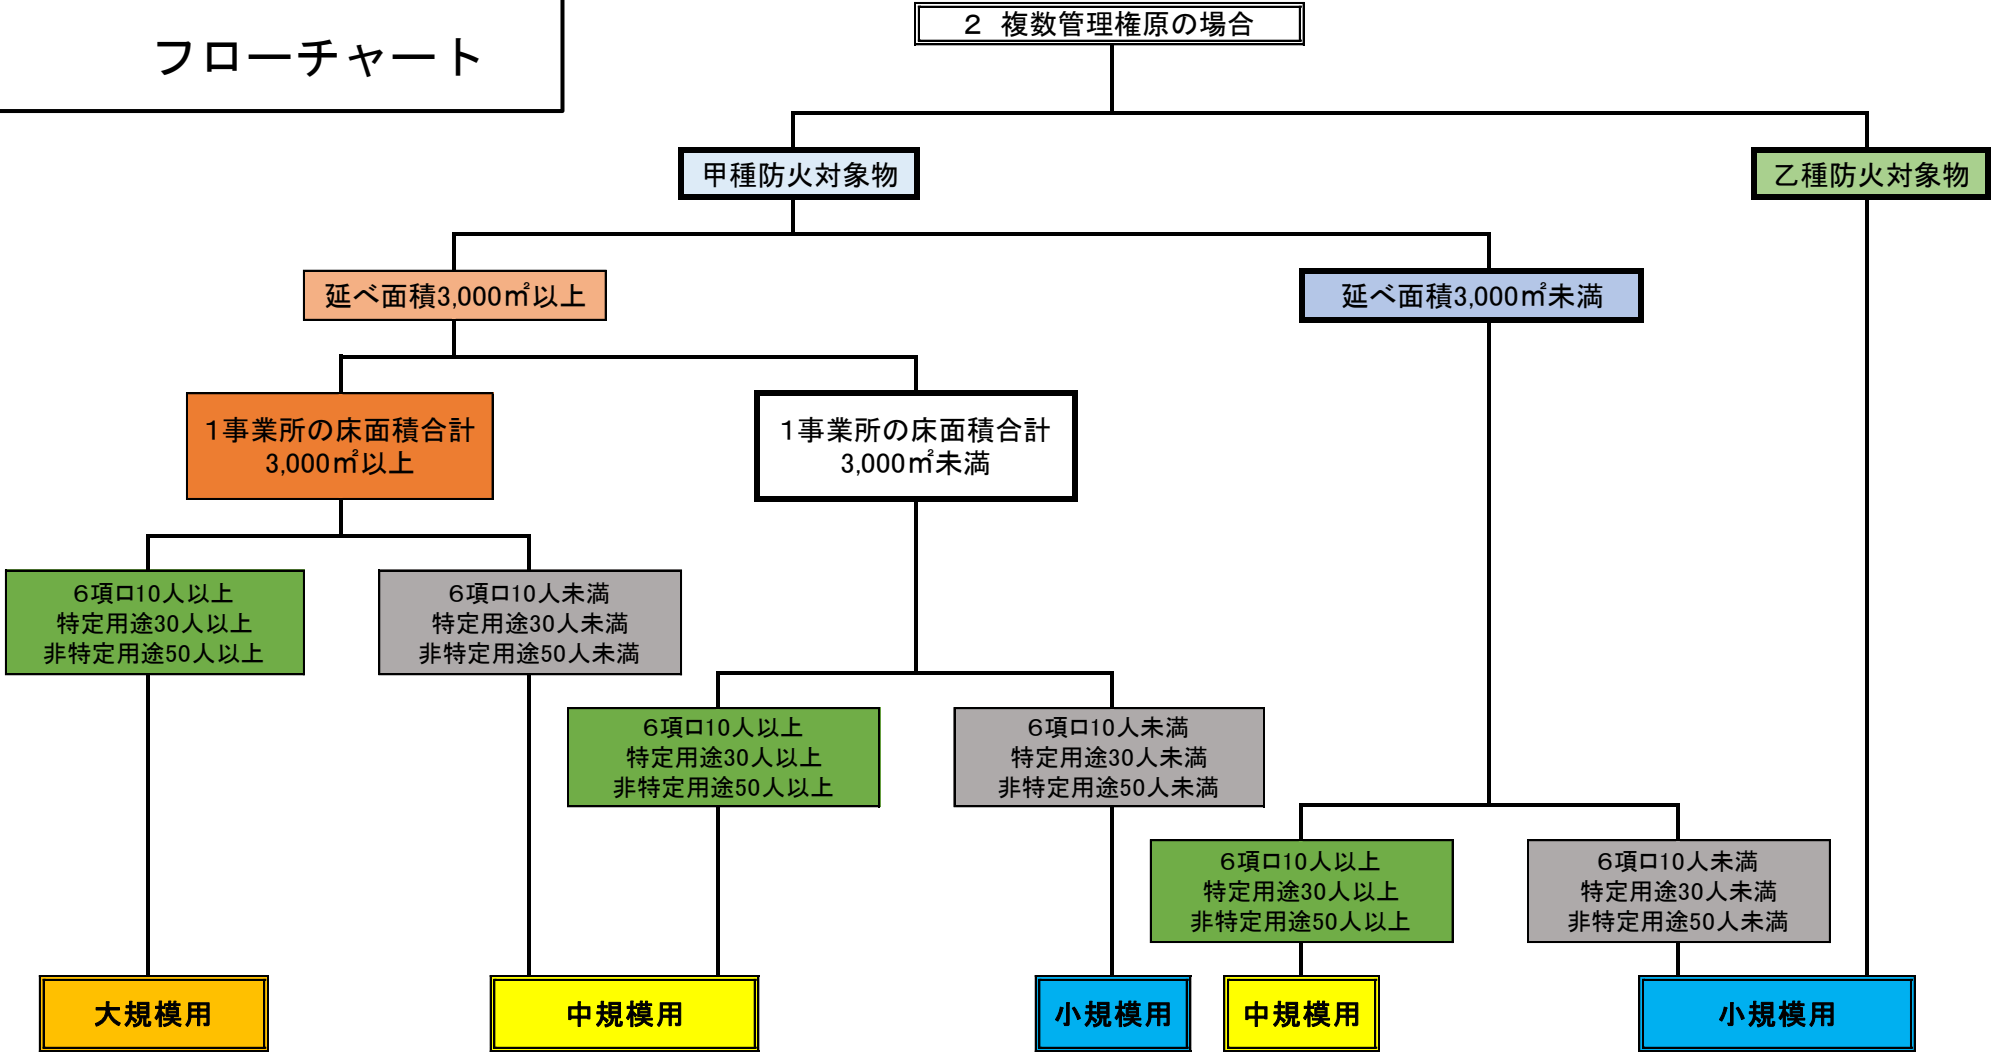 フローチャート
２ 複数管理権原の場合
甲種防火対象物
乙種防火対象物
延べ面積3,000㎡以上
延べ面積3,000㎡未満
１事業所の床面積合計
3,000㎡以上
１事業所の床面積合計
3,000㎡未満
６項ロ10人以上
特定用途30人以上
非特定用途50人以上
６項ロ10人未満
特定用途30人未満
非特定用途50人未満
６項ロ10人以上
特定用途30人以上
非特定用途50人以上
６項ロ10人未満
特定用途30人未満
非特定用途50人未満
６項ロ10人以上
特定用途30人以上
非特定用途50人以上
６項ロ10人未満
特定用途30人未満
非特定用途50人未満
大規模用
中規模用
小規模用
中規模用
小規模用